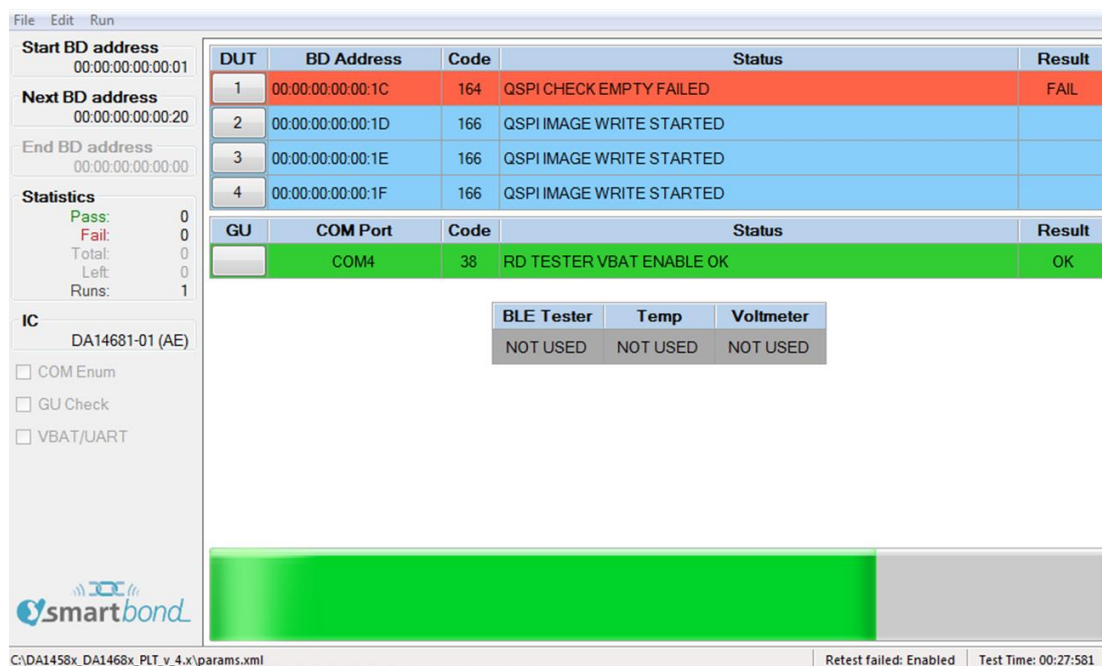 File Edit Run
Start BD address
00:00:00:00:00:01
Next BD address
00:00:00:00:00:20
End BD address
00:00:00:00:00:00
Statistics
Pass: 0
Fail: 0
Total: 0
Left: 0
Runs: 1
IC
DA14681-01 (AE)
COM Enum
GU Check
VBAT/UART
DUT BD Address Code Status Result
1 00:00:00:00:00:1C 164 QSPI CHECK EMPTY FAILED FAIL
2 00:00:00:00:00:1D 166 QSPI IMAGE WRITE STARTED
3 00:00:00:00:00:1E 166 QSPI IMAGE WRITE STARTED
4 00:00:00:00:00:1F 166 QSPI IMAGE WRITE STARTED
GU COM Port Code Status Result
COM4 38 RD TESTER VBAT ENABLE OK OK
BLE Tester Temp Voltmeter
NOT USED NOT USED NOT USED
smartbond
C:\DA1458x_DA1468x_PLT_v_4.x\params.xml Retest failed: Enabled Test Time: 00:27:581